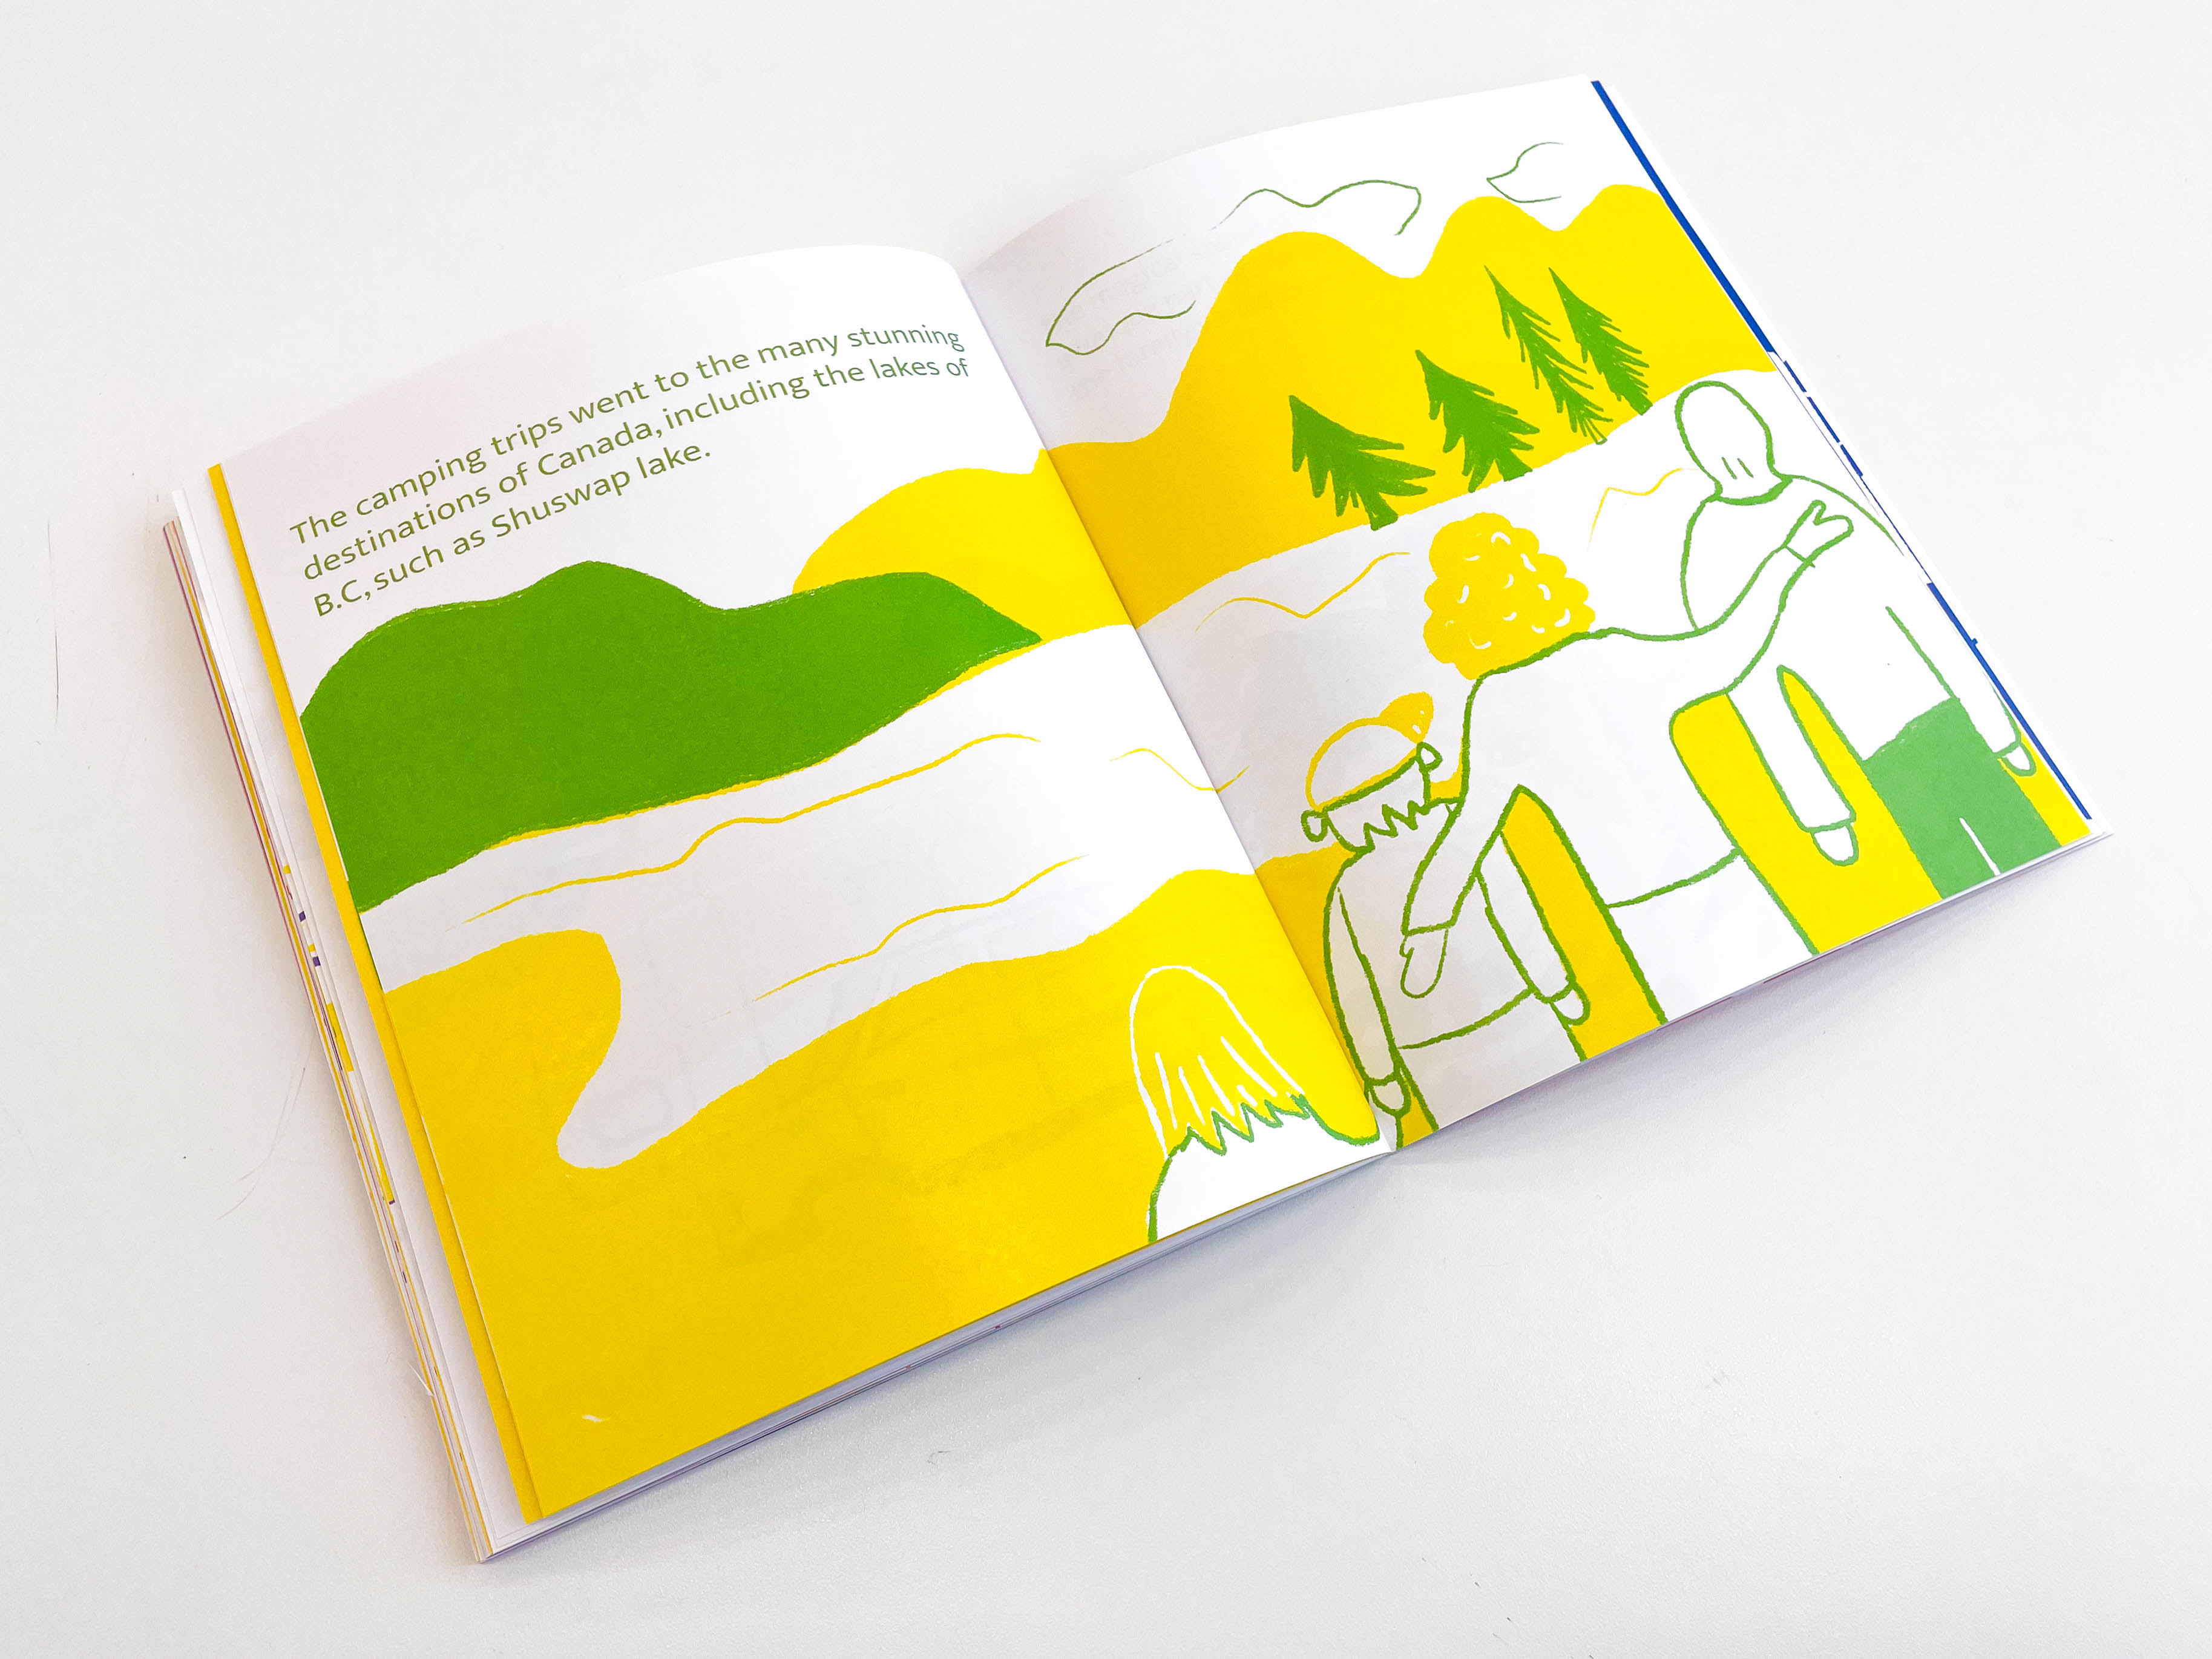 The camping trips went to the many stunning
destinations of Canada, including the lakes of
B.C, such as Shuswap lake.